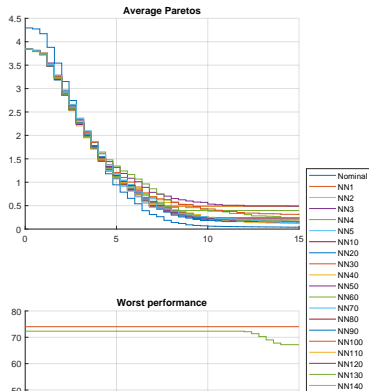 Average Paretos
4.5
4
3.5
3
2.5
2
1.5
1
0.5
0
0 5 10 15
Nominal
NN1
NN2
NN3
NN4
NN5
NN10
NN20
NN30
NN40
NN50
NN60
NN70
NN80
NN90
NN100
NN110
NN120
NN130
NN140
Worst performance
80
70
60